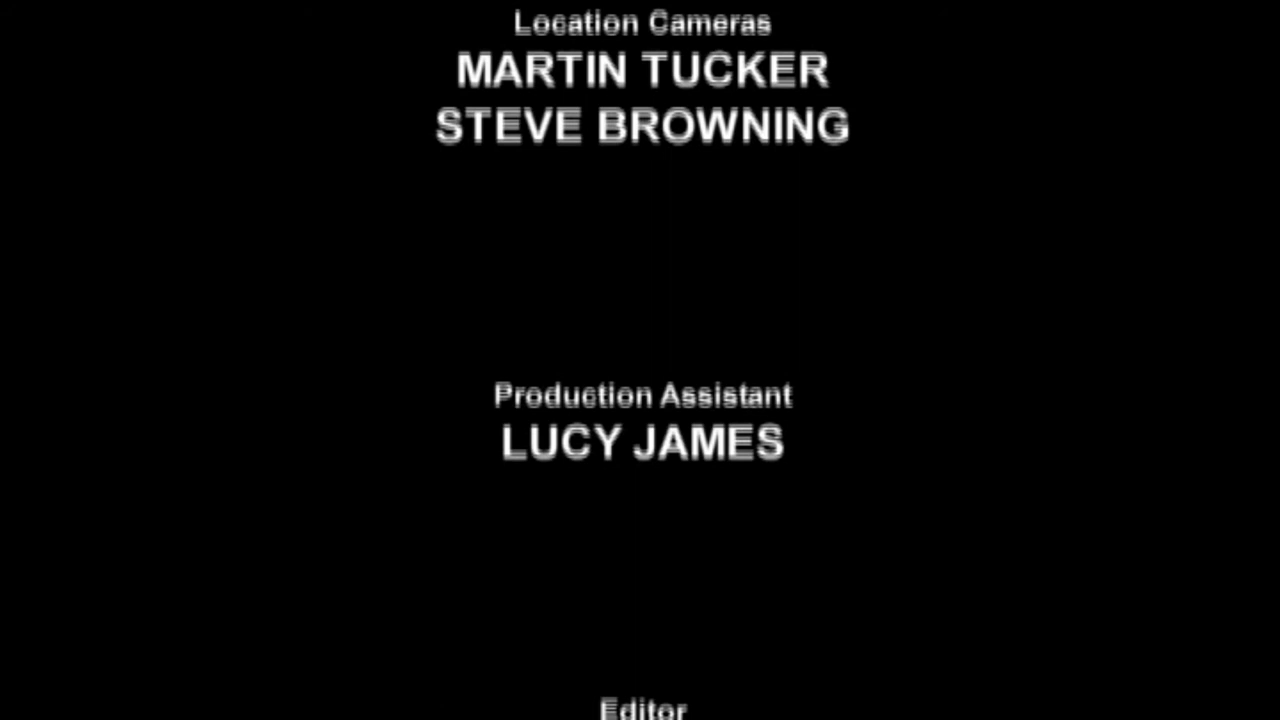 Location Cameras
MARTIN TUCKER
STEVE BROWNING
Production Assistant
LUCY JAMES
Editor